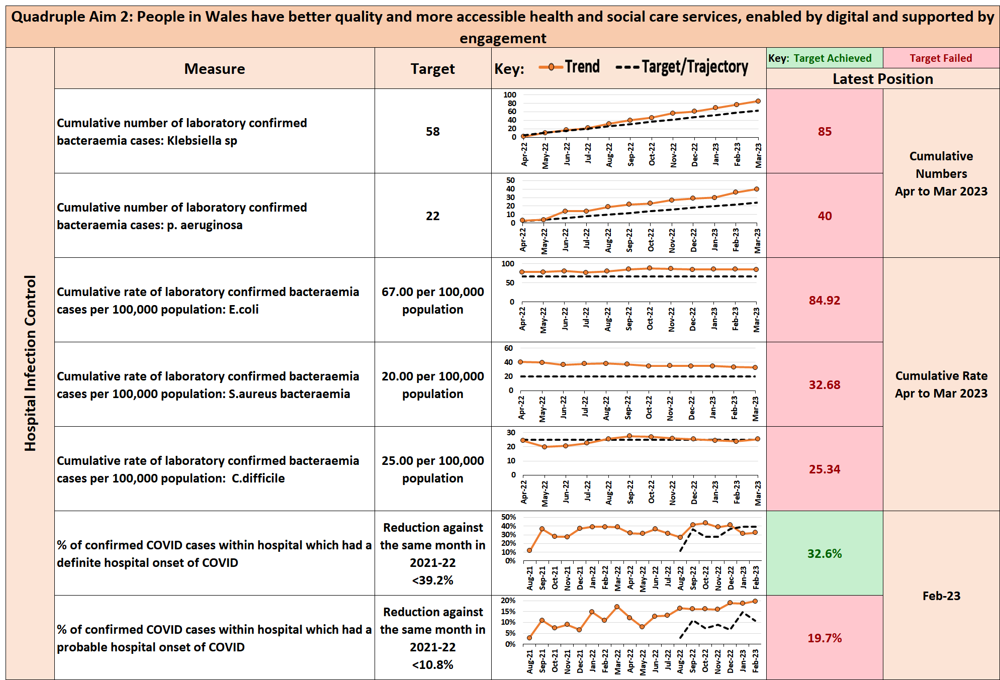 Quadruple Aim 2: People in Wales have better quality and more accessible health and social care services, enabled by digital and supported by
engagement
Hospital Infection Control
Measure
Target
Key: Trend Target/Trajectory
Key: Target Achieved
Target Failed
Latest Position
Cumulative number of laboratory confirmed
bacteraemia cases: Klebsiella sp
58
100
80
60
40
20
0
Apr-22 May-22 Jun-22 Jul-22 Aug-22 Sep-22 Oct-22 Nov-22 Dec-22 Jan-23 Feb-23 Mar-23
85
Cumulative
Numbers
Apr to Mar 2023
Cumulative number of laboratory confirmed
bacteraemia cases: p. aeruginosa
22
50
40
30
20
10
0
Apr-22 May-22 Jun-22 Jul-22 Aug-22 Sep-22 Oct-22 Nov-22 Dec-22 Jan-23 Feb-23 Mar-23
40
Cumulative rate of laboratory confirmed bacteraemia
cases per 100,000 population: E.coli
67.00 per 100,000
population
100
50
0
Apr-22 May-22 Jun-22 Jul-22 Aug-22 Sep-22 Oct-22 Nov-22 Dec-22 Jan-23 Feb-23 Mar-23
84.92
Cumulative Rate
Apr to Mar 2023
Cumulative rate of laboratory confirmed bacteraemia
cases per 100,000 population: S.aureus bacteraemia
20.00 per 100,000
population
60
40
20
0
Apr-22 May-22 Jun-22 Jul-22 Aug-22 Sep-22 Oct-22 Nov-22 Dec-22 Jan-23 Feb-23 Mar-23
32.68
Cumulative rate of laboratory confirmed bacteraemia
cases per 100,000 population:  C.difficile
25.00 per 100,000
population
30
20
10
0
Apr-22 May-22 Jun-22 Jul-22 Aug-22 Sep-22 Oct-22 Nov-22 Dec-22 Jan-23 Feb-23 Mar-23
25.34
% of confirmed COVID cases within hospital which had a
definite hospital onset of COVID
Reduction against
the same month in
2021-22
<39.2%
50%
40%
30%
20%
10%
0%
Aug-21 Sep-21 Oct-21 Nov-21 Dec-21 Jan-22 Feb-22 Mar-22 Apr-22 May-22 Jun-22 Jul-22 Aug-22 Sep-22 Oct-22 Nov-22 Dec-22 Jan-23 Feb-23
32.6%
Feb-23
% of confirmed COVID cases within hospital which had a
probable hospital onset of COVID
Reduction against
the same month in
2021-22
<10.8%
20%
15%
10%
5%
0%
Aug-21 Sep-21 Oct-21 Nov-21 Dec-21 Jan-22 Feb-22 Mar-22 Apr-22 May-22 Jun-22 Jul-22 Aug-22 Sep-22 Oct-22 Nov-22 Dec-22 Jan-23 Feb-23
19.7%